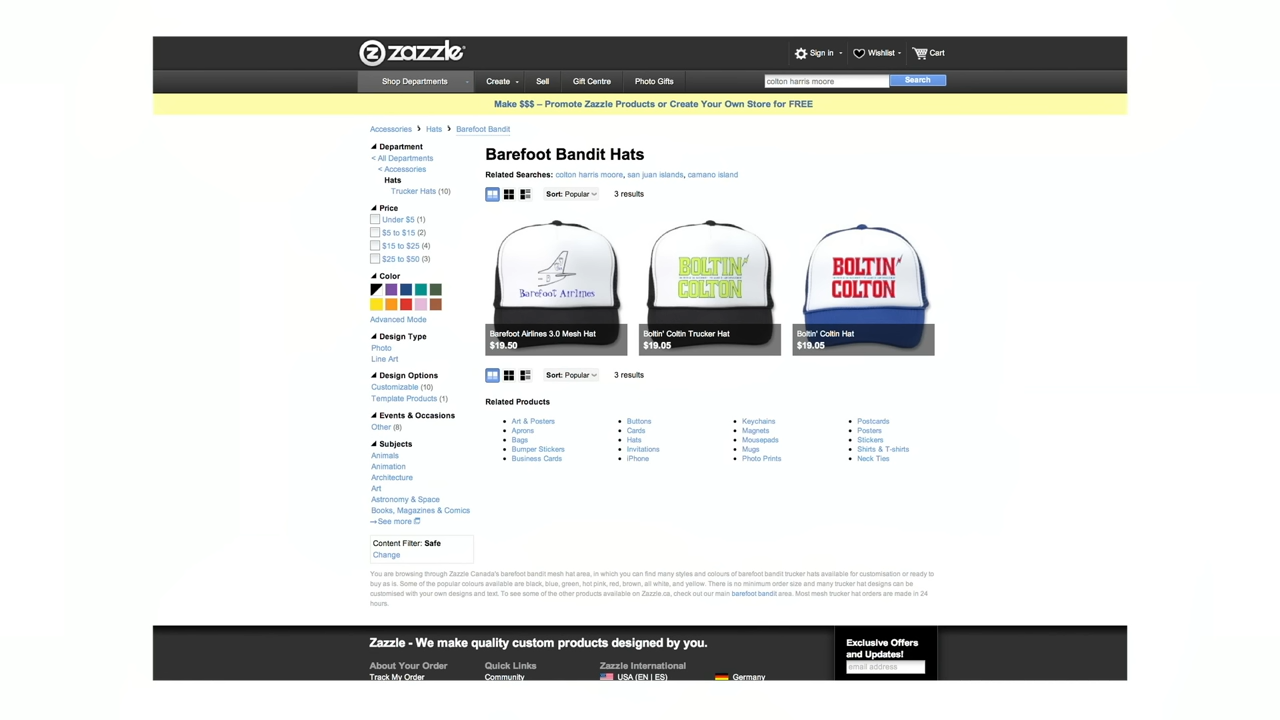 zazzle
Sign in
Wishlist
Cart
Shop Departments
Create
Sell
Gift Centre
Photo Gifts
colton harris moore
Search
Make $$$ – Promote Zazzle Products or Create Your Own Store for FREE
Accessories › Hats › Barefoot Bandit
Department
< All Departments
< Accessories
Hats
Trucker Hats (10)
Price
Under $5 (1)
$5 to $15 (2)
$15 to $25 (4)
$25 to $50 (3)
Color
Advanced Mode
Design Type
Photo
Line Art
Design Options
Customizable (10)
Template Products (1)
Events & Occasions
Other (8)
Subjects
Animals
Animation
Architecture
Art
Astronomy & Space
Books, Magazines & Comics
See more
Content Filter: Safe
Change
Barefoot Bandit Hats
Related Searches: colton harris moore, san juan islands, camano island
Sort: Popular
3 results
Barefoot Airlines
Barefoot Airlines 3.0 Mesh Hat
$19.50
BOLTIN'
COLTON
Boltin' Coltin Trucker Hat
$19.05
BOLTIN'
COLTON
Boltin' Coltin Hat
$19.05
Sort: Popular
3 results
Related Products
Art & Posters
Aprons
Bags
Bumper Stickers
Business Cards
Buttons
Cards
Hats
Invitations
iPhone
Keychains
Magnets
Mousepads
Mugs
Photo Prints
Postcards
Posters
Stickers
Shirts & T-shirts
Neck Ties
You are browsing through Zazzle Canada's barefoot bandit mesh hat area, in which you can find many styles and colours of barefoot bandit trucker hats available for customisation or ready to
buy as is. Some of the popular colours available are black, blue, green, hot pink, red, brown, all white, and yellow. There is no minimum order size and many trucker hat designs can be
customised with your own designs and text. To see some of the other products available on Zazzle.ca, check out our main barefoot bandit area. Most mesh trucker hat orders are made in 24
hours.
Zazzle - We make quality custom products designed by you.
About Your Order
Track My Order
Quick Links
Community
Zazzle International
USA (EN | ES)
Germany
Exclusive Offers
and Updates!
email address